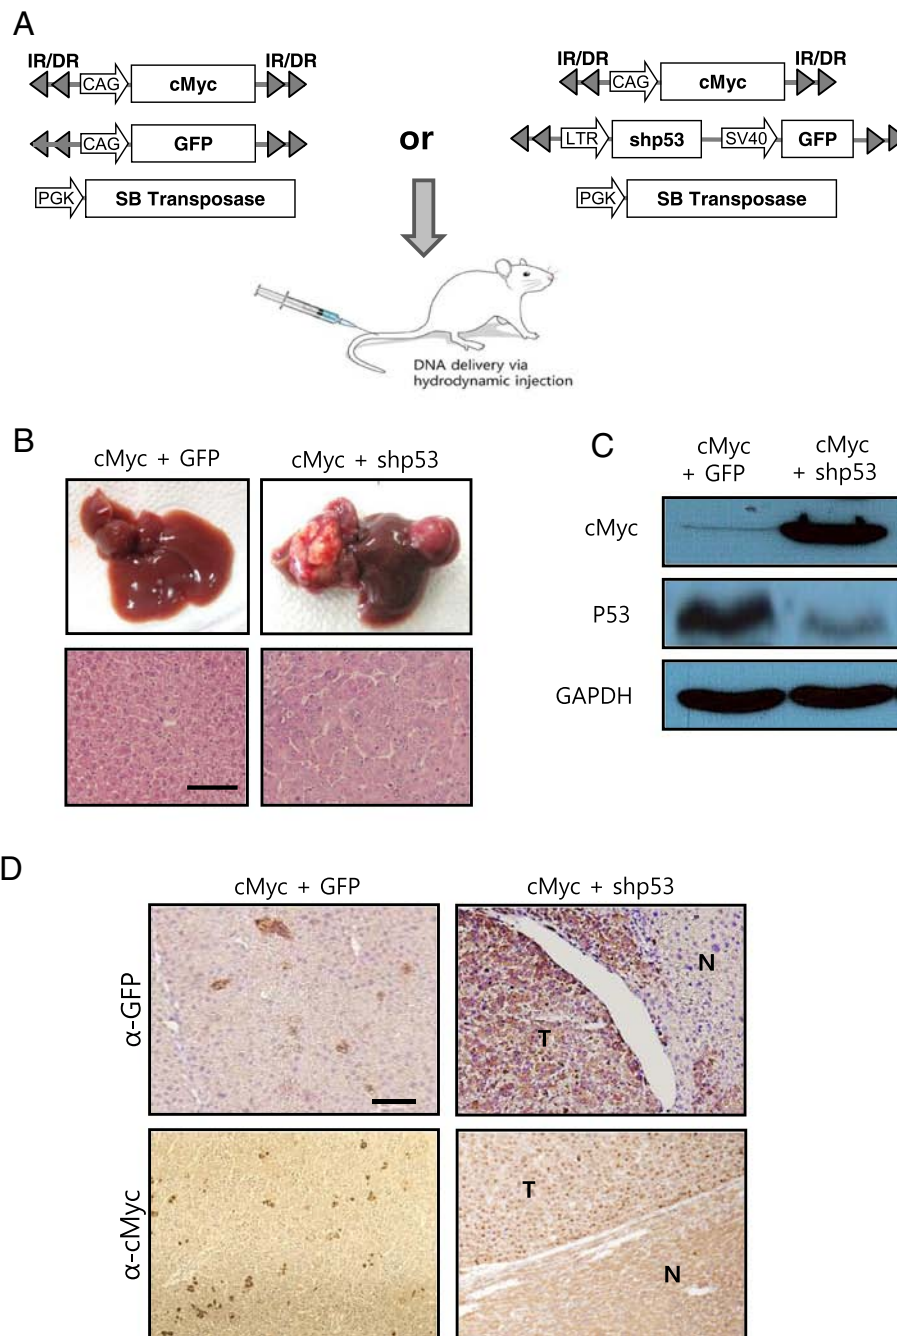 A
IR/DR IR/DR
CAG cMyc
CAG GFP
PGK SB Transposase
or
IR/DR IR/DR
CAG cMyc
LTR shp53 SV40 GFP
PGK SB Transposase
DNA delivery via
hydrodynamic injection
B
cMyc + GFP cMyc + shp53
C
cMyc cMyc
+ GFP + shp53
cMyc
P53
GAPDH
D
cMyc + GFP cMyc + shp53
α-GFP
N
T
α-cMyc
T
N